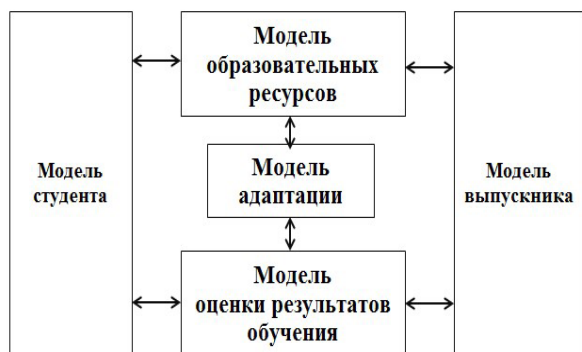 Модель
образовательных
ресурсов
Модель
студента
Модель
адаптации
Модель
выпускника
Модель
оценки результатов
обучения